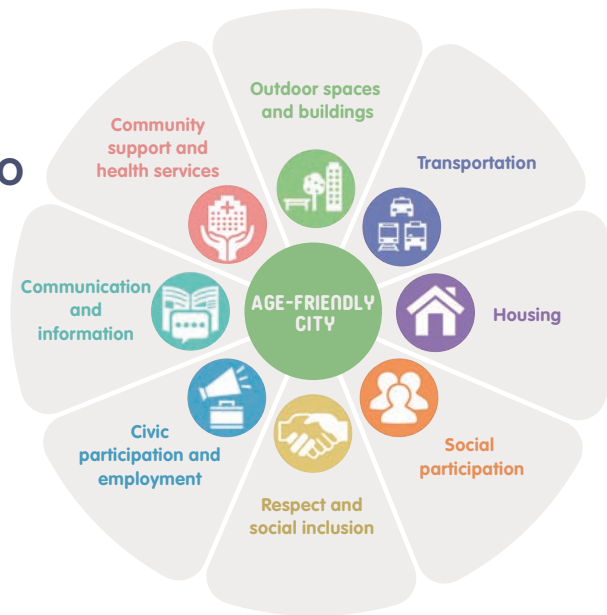 Outdoor spaces
and buildings
Transportation
Housing
Social
participation
Respect and
social inclusion
Civic
participation and
employment
Communication
and
information
Community
support and
health services
AGE-FRIENDLY
CITY
O